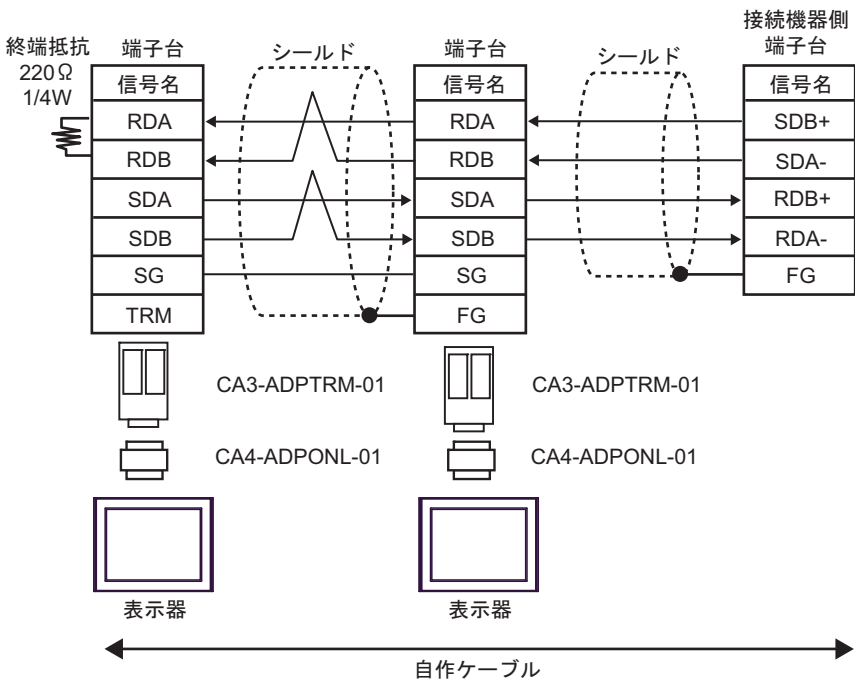 接続機器側
終端抵抗
220Ω
1/4W
端子台
シールド
端子台
シールド
端子台
信号名
信号名
信号名
RDA
RDA
SDB+
RDB
RDB
SDA-
SDA
SDA
RDB+
SDB
SDB
RDA-
SG
SG
FG
TRM
FG
CA3-ADPTRM-01
CA3-ADPTRM-01
CA4-ADPONL-01
CA4-ADPONL-01
表示器
表示器
自作ケーブル